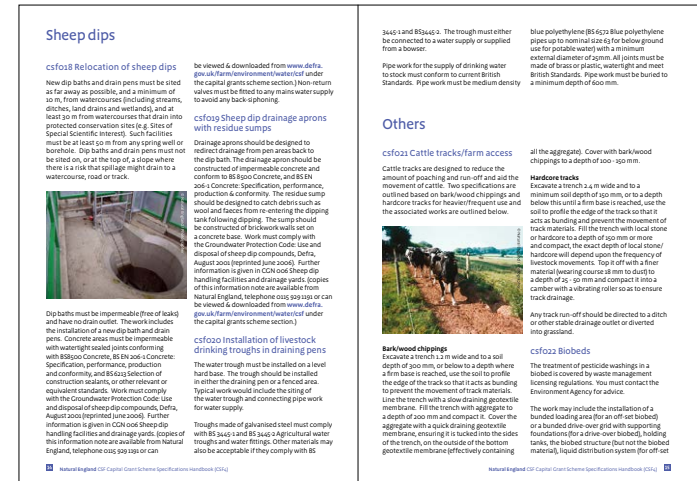 Sheep dips
csf018 Relocation of sheep dips
New dip baths and drain pens must be sited
as far away as possible, and a minimum of
10 m, from watercourses (including streams,
ditches, land drains and wetlands), and at
least 30 m from watercourses that drain into
protected conservation sites (e.g. Sites of
Special Scientific Interest). Such facilities
must be at least 50 m from any spring well or
borehole. Dip baths and drain pens must not
be sited on, or at the top of, a slope where
there is a risk that spillage might drain to a
watercourse, road or track.
Dip baths must be impermeable (free of leaks)
and have no drain outlet. The work includes
the installation of a new dip bath and drain
pens. Concrete areas must be impermeable
with watertight sealed joints conforming
with BS8500 Concrete, BS EN 206-1 Concrete:
Specification, performance, production
and conformity, and BS 6213 Selection of
construction sealants, or other relevant or
equivalent standards. Work must comply
with the Groundwater Protection Code: Use
and disposal of sheep dip compounds, Defra,
August 2001 (reprinted June 2006). Further
information is given in CGN 006 Sheep dip
handling facilities and drainage yards. (copies of
this information note are available from Natural
England, telephone 0115 929 1191 or can
be viewed & downloaded from www.defra.
gov.uk/farm/environment/water/csf under
the capital grants scheme section.) Non-return
valves must be fitted to any mains water supply
to avoid any back-siphoning.
csf019 Sheep dip drainage aprons
with residue sumps
Drainage aprons should be designed to
redirect drainage from pen areas back to
the dip bath. The drainage apron should be
constructed of impermeable concrete and
conform to BS 8500 Concrete, and BS EN
206-1 Concrete: Specification, performance,
production & conformity. The residue sump
should be designed to catch debris such as
wool and faeces from re-entering the dipping
tank following dipping. The sump should
be constructed of brickwork walls set on
a concrete base. Work must comply with
the Groundwater Protection Code: Use and
disposal of sheep dip compounds, Defra,
August 2001 (reprinted June 2006). Further
information is given in CGN 006 Sheep dip
handling facilities and drainage yards. (copies
of this information note are available from
Natural England, telephone 0115 929 1191 or can
be viewed & downloaded from www.defra.
gov.uk/farm/environment/water/csf under
the capital grants scheme section.)
csf020 Installation of livestock
drinking troughs in draining pens
The water trough must be installed on a level
hard base. The trough should be installed
in either the draining pen or a fenced area.
Typical work would include the siting of
the water trough and connecting pipe work
for water supply.
Troughs made of galvanised steel must comply
with BS 3445-1 and BS 3445-2 Agricultural water
troughs and water fittings. Other materials may
also be acceptable if they comply with BS
54 Natural England CSF Capital Grant Scheme Specifications Handbook (CSF4)
3445-1 and BS3445-2. The trough must either
be connected to a water supply or supplied
from a bowser.
Pipe work for the supply of drinking water
to stock must conform to current British
Standards. Pipe work must be medium density
blue polyethylene (BS 6572 Blue polyethylene
pipes up to nominal size 63 for below ground
use for potable water) with a minimum
external diameter of 25mm. All joints must be
made of brass or plastic, watertight and meet
British Standards. Pipe work must be buried to
a minimum depth of 600 mm.
Others
csf021 Cattle tracks/farm access
Cattle tracks are designed to reduce the
amount of poaching and run-off and aid the
movement of cattle. Two specifications are
outlined based on bark/wood chippings and
hardcore tracks for heavier/frequent use and
the associated works are outlined below.
Bark/wood chippings
Excavate a trench 1.2 m wide and to a soil
depth of 300 mm, or below to a depth where
a firm base is reached, use the soil to profile
the edge of the track so that it acts as bunding
to prevent the movement of track materials.
Line the trench with a slow draining geotextile
membrane. Fill the trench with aggregate to
a depth of 200 mm and compact it. Cover the
aggregate with a quick draining geotextile
membrane, ensuring it is tucked into the sides
of the trench, on the outside of the bottom
geotextile membrane (effectively containing
all the aggregate). Cover with bark/wood
chippings to a depth of 100 - 150 mm.
Hardcore tracks
Excavate a trench 2.4 m wide and to a
minimum soil depth of 150 mm, or to a depth
below this until a firm base is reached, use the
soil to profile the edge of the track so that it
acts as bunding and prevent the movement of
track materials. Fill the trench with local stone
or hardcore to a depth of 150 mm or more
and compact, the exact depth of local stone/
hardcore will depend upon the frequency of
livestock movements. Top it off with a finer
material (wearing course 18 mm to dust) to
a depth of 25 - 50 mm and compact it into a
camber with a vibrating roller so as to ensure
track drainage.
Any track run-off should be directed to a ditch
or other stable drainage outlet or diverted
into grassland.
csf022 Biobeds
The treatment of pesticide washings in a
biobed is covered by waste management
licensing regulations. You must contact the
Environment Agency for advice.
The work may include the installation of a
bunded loading area (for an off-set biobed)
or a bunded drive-over grid with supporting
foundations (for a drive-over biobed), holding
tanks, the biobed structure (but not the biobed
material), liquid distribution system (for off-set
Natural England CSF Capital Grant Scheme Specifications Handbook (CSF4) 55